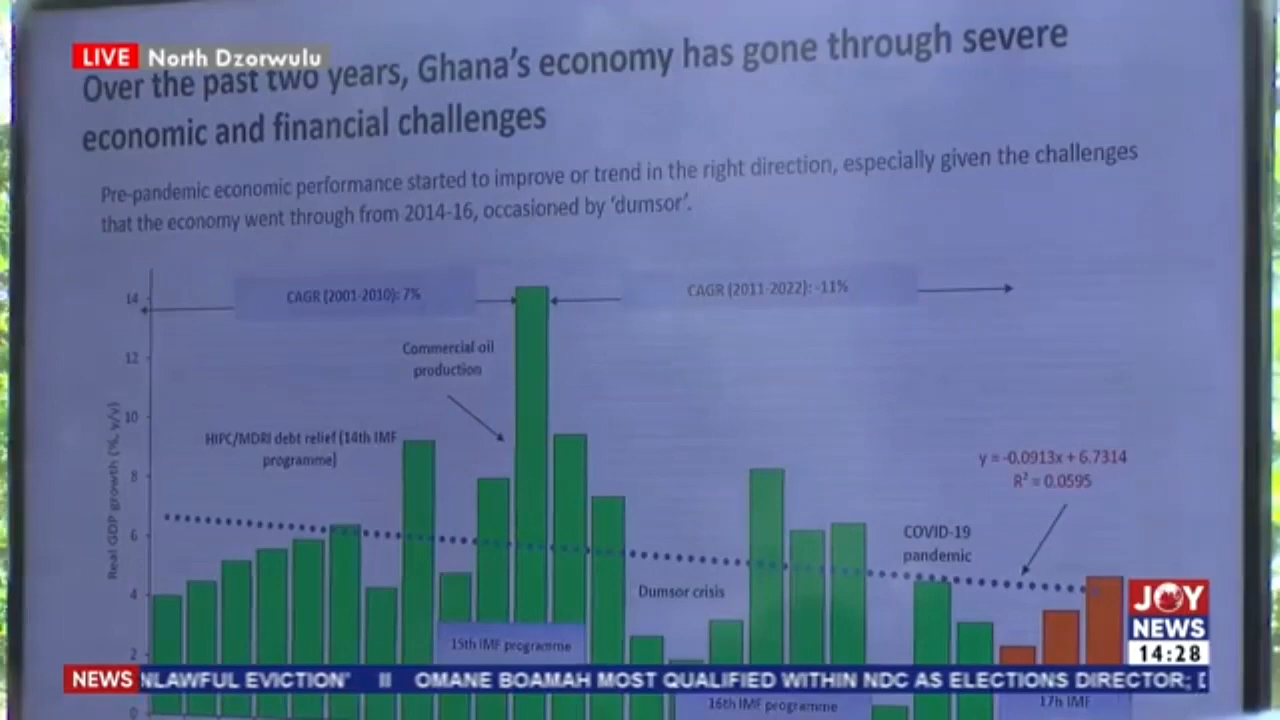 LIVE North Dzorwulu
Over the past two years, Ghana's economy has gone through severe
economic and financial challenges
Pre-pandemic economic performance started to improve or trend in the right direction, especially given the challenges
that the economy went through from 2014-16, occasioned by 'dumsor'.
CAGR (2001-2010): 7%
CAGR (2011-2022): -11%
Commercial oil
production
HIPC/MDRI debt relief (14th IMF
programme)
Real GDP growth (%, y/y)
14
12
10
8
6
4
2
0
y = -0.0913x + 6.7314
R² = 0.0595
COVID-19
pandemic
Dumsor crisis
15th IMF programme
16th IMF programme
17h IMF
JOY
NEWS
14:28
NEWS NLAWFUL EVICTION' II OMANE BOAMAH MOST QUALIFIED WITHIN NDC AS ELECTIONS DIRECTOR;